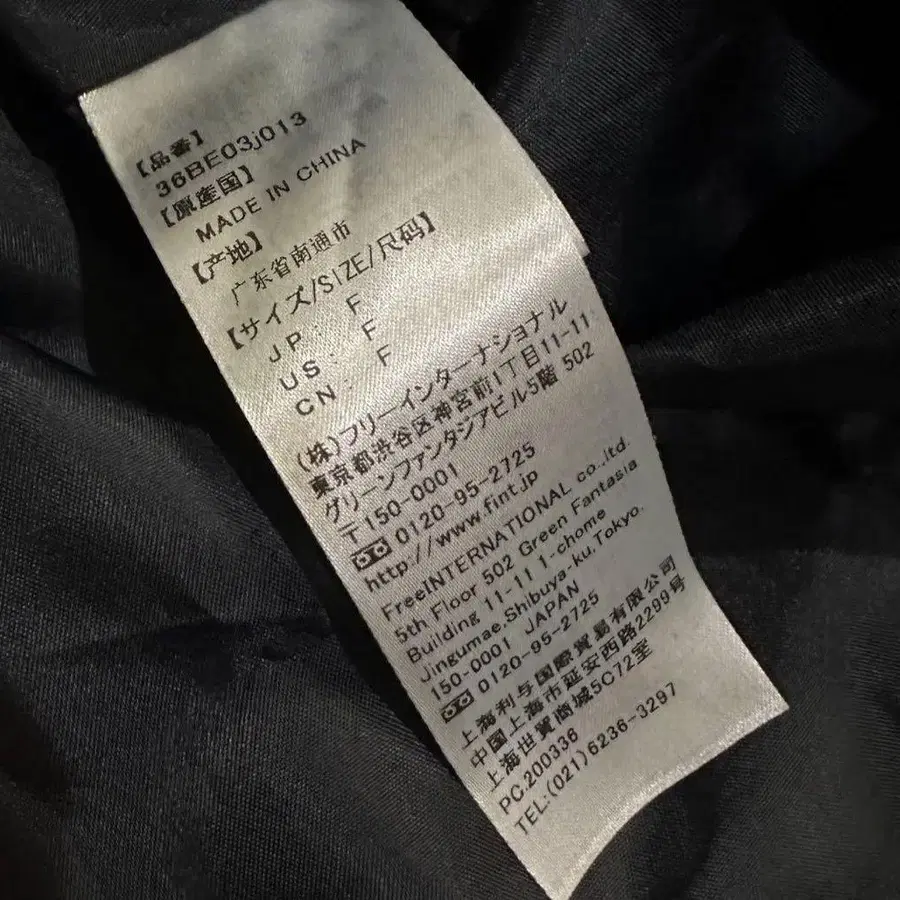 【品番】
36BE03j013
【原産国】
MADE IN CHINA
【产地】
广东省南通市
【サイズ/SIZE/尺码】
JP: F
US: F
CN: F
(株)フリーインターナショナル
東京都渋谷区神宮前1丁目11-11
グリーンファンタジアビル5階 502
〒150-0001
0120-95-2725
http://www.fint.jp
FreeINTERNATIONAL co.,ltd.
5th Floor 502 Green Fantasia
Building 11-11 1-chome
Jingumae,Shibuya-ku,Tokyo.
150-0001 JAPAN
0120-95-2725
上海利与国際貿易有限公司
中国上海市延安西路2299号
上海世貿商城5C72室
PC.200336
TEL:(021)6236-3297